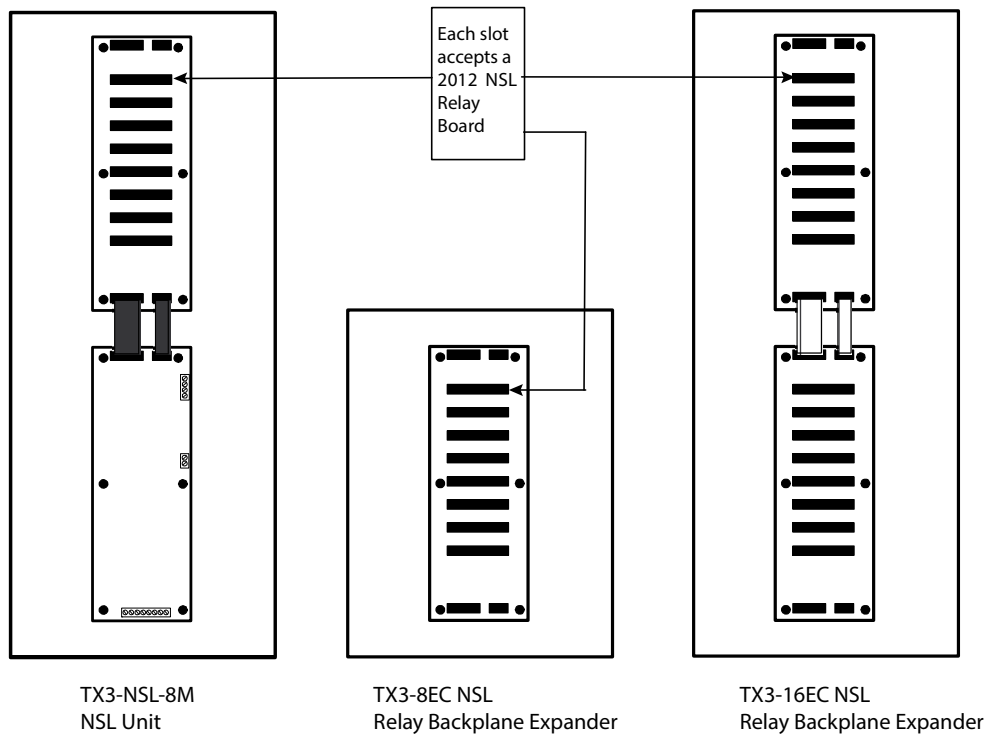 Each slot
accepts a
2012 NSL
Relay
Board
TX3-NSL-8M
NSL Unit
TX3-8EC NSL
Relay Backplane Expander
TX3-16EC NSL
Relay Backplane Expander